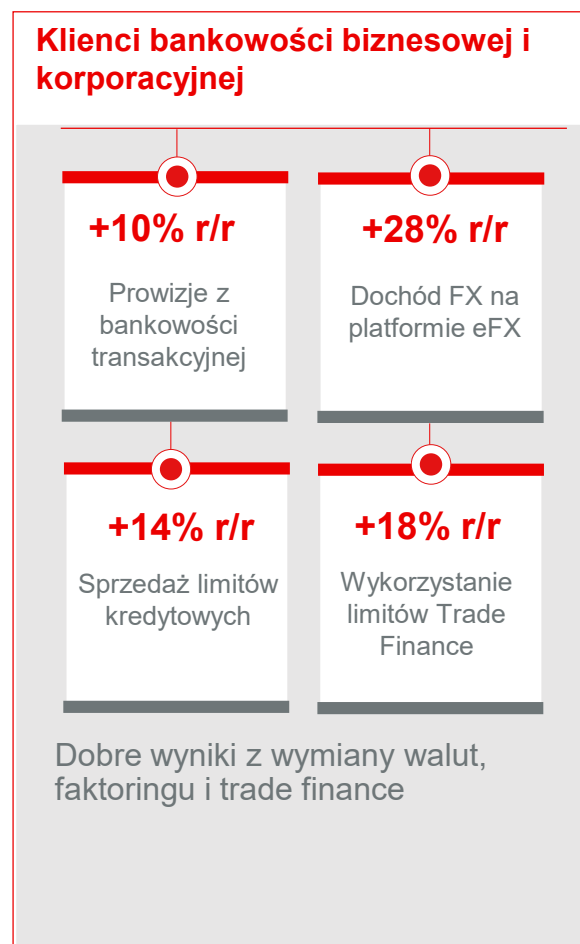 Klienci bankowości biznesowej i
korporacyjnej
+10% r/r
Prowizje z
bankowości
transakcyjnej
+28% r/r
Dochód FX na
platformie eFX
+14% r/r
Sprzedaż limitów
kredytowych
+18% r/r
Wykorzystanie
limitów Trade
Finance
Dobre wyniki z wymiany walut,
faktoringu i trade finance